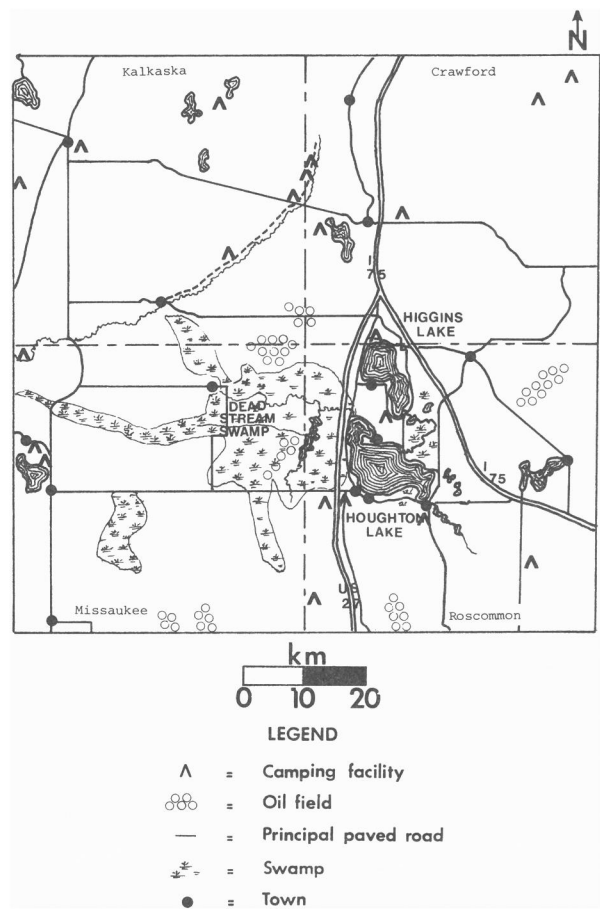 N
Kalkaska
Crawford
I
75
HIGGINS
LAKE
DEAD
STREAM
SWAMP
I
75
HOUGHTON
LAKE
US
27
Missaukee
Roscommon
km
0 10 20
LEGEND
^ = Camping facility
= Oil field
— = Principal paved road
= Swamp
● = Town